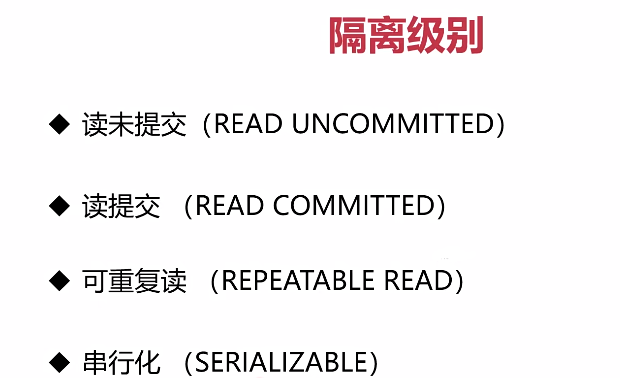 隔离级别
◆ 读未提交（READ UNCOMMITTED）
◆ 读提交 （READ COMMITTED）
◆ 可重复读 （REPEATABLE READ）
◆ 串行化 （SERIALIZABLE）